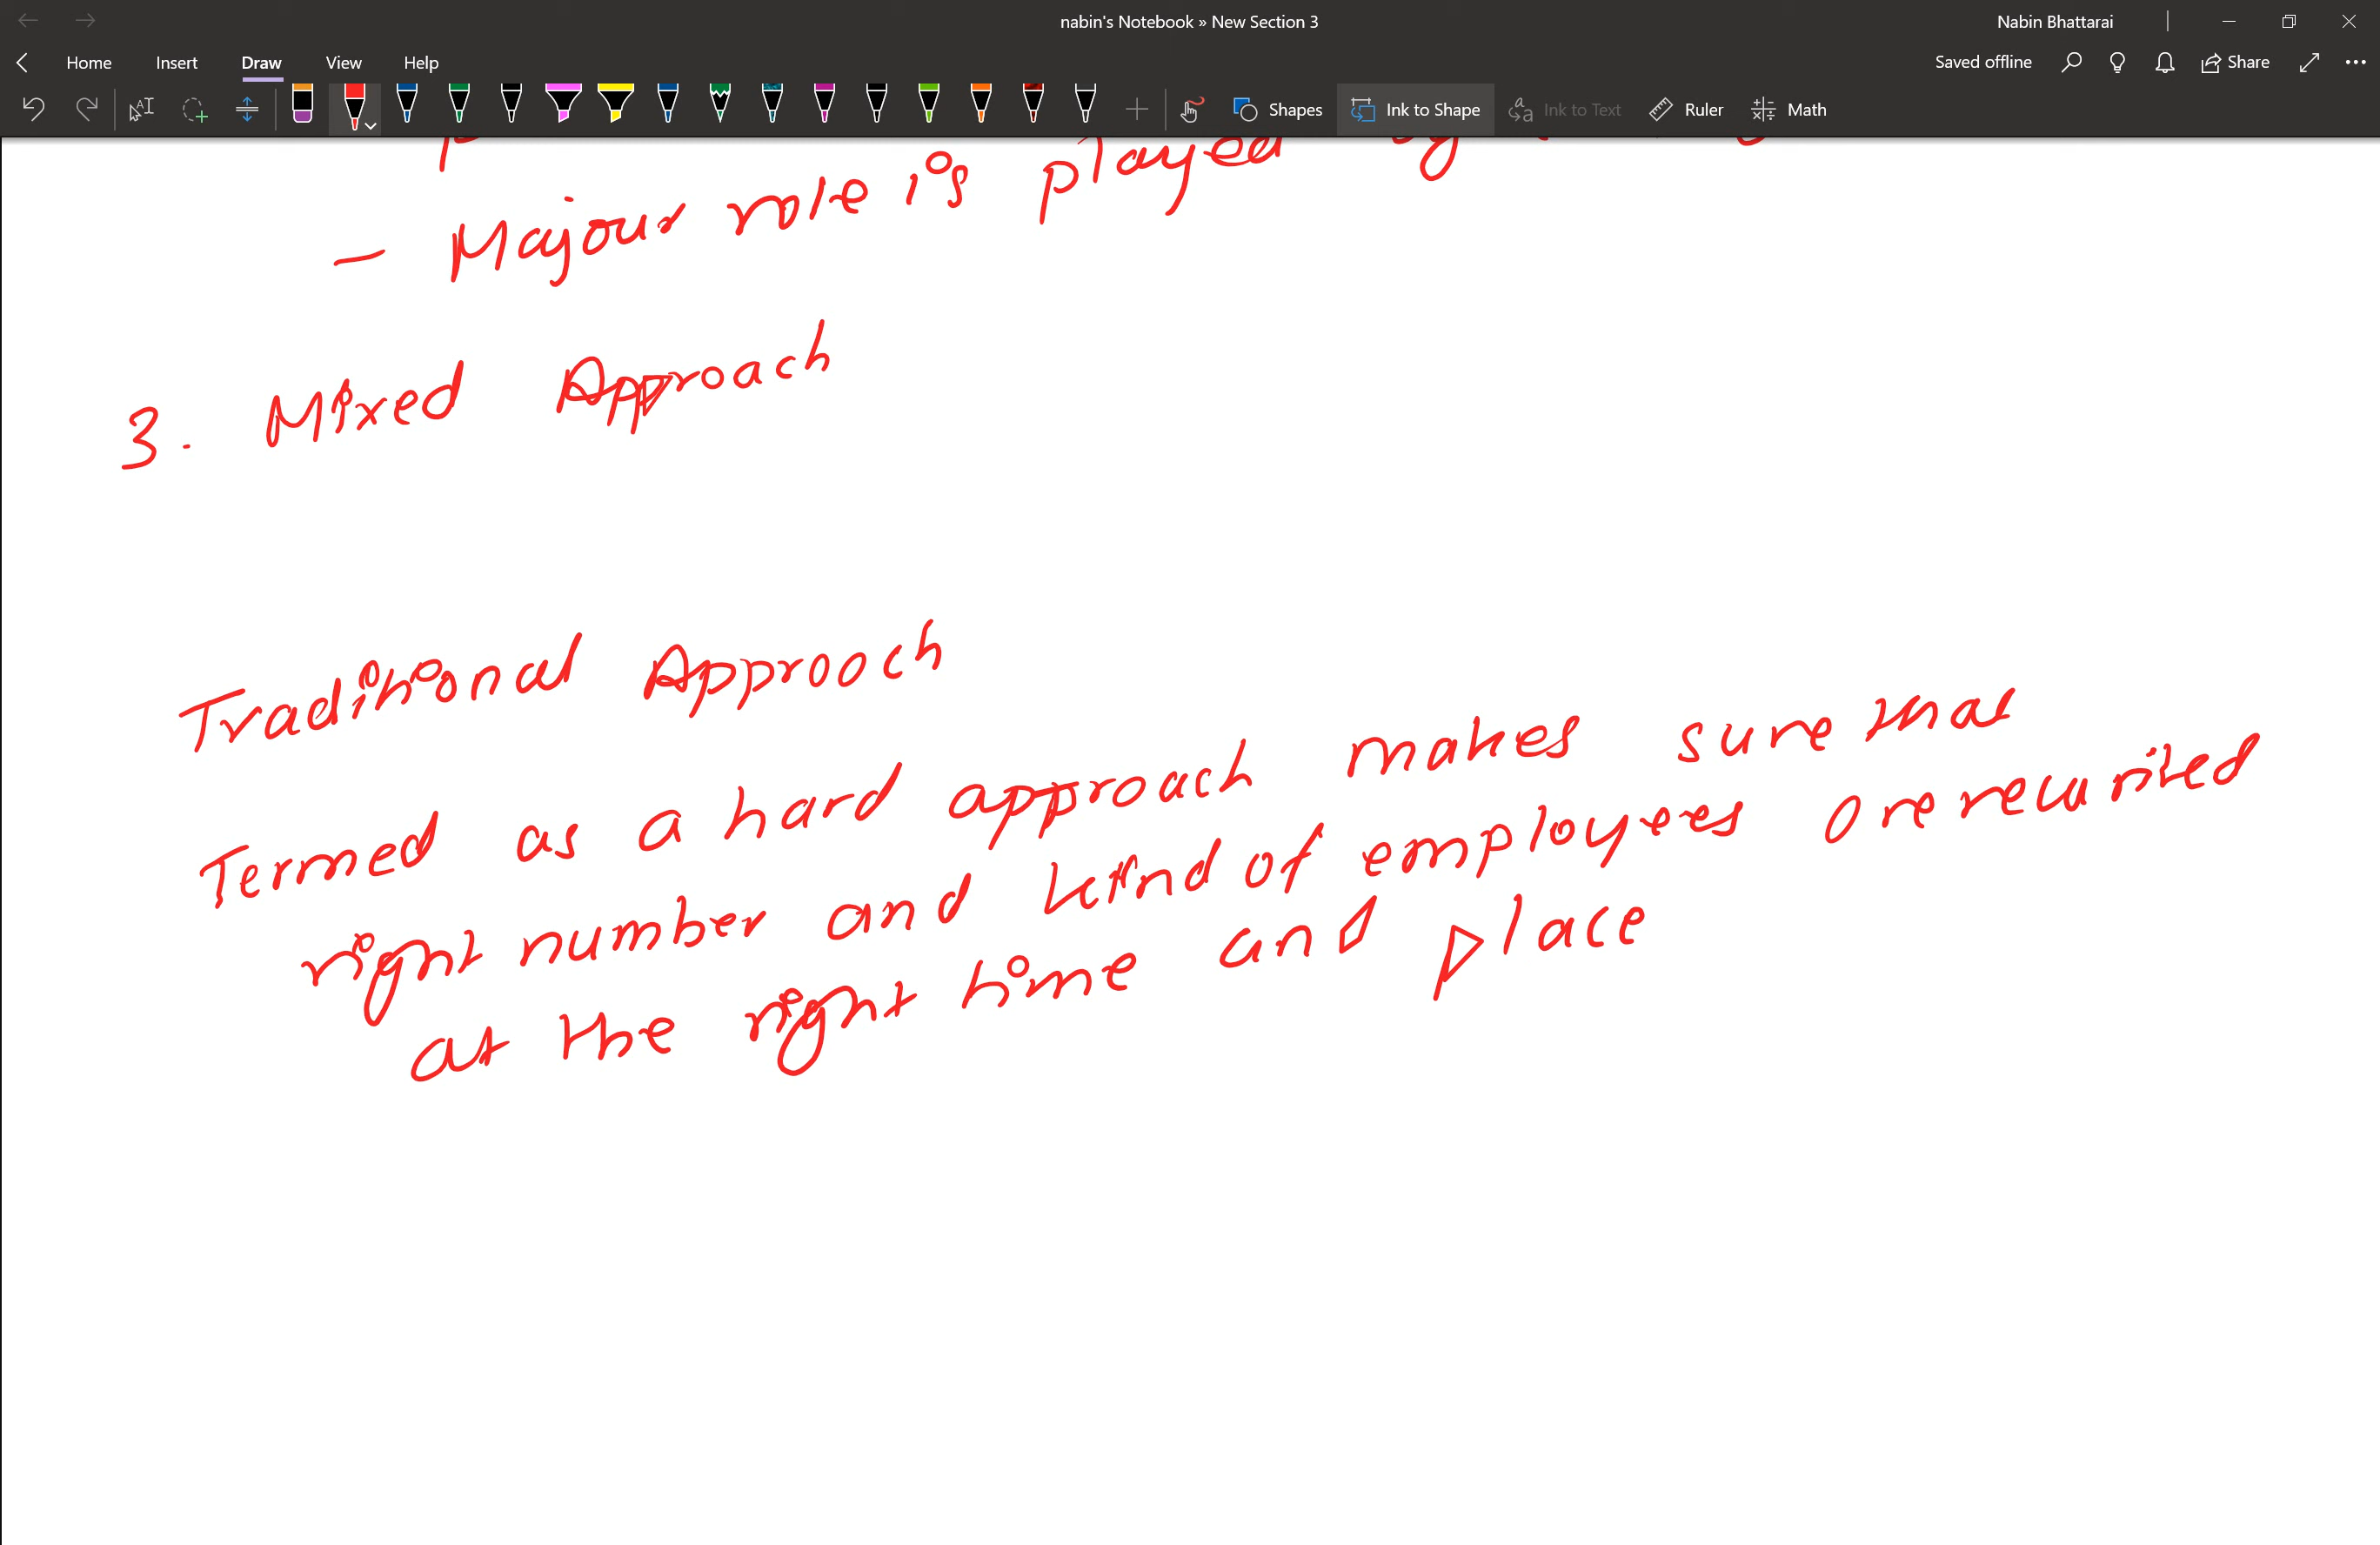 nabin's Notebook » New Section 3
Nabin Bhattarai
Home Insert Draw View Help
Saved offline
Share
Shapes Ink to Shape Ink to Text Ruler Math
- Majour role is played by
3. Mixed Approach
Traditional Approach
Termed as a hard approach makes sure that
right number and kind of employees are recurited
at the right time and place